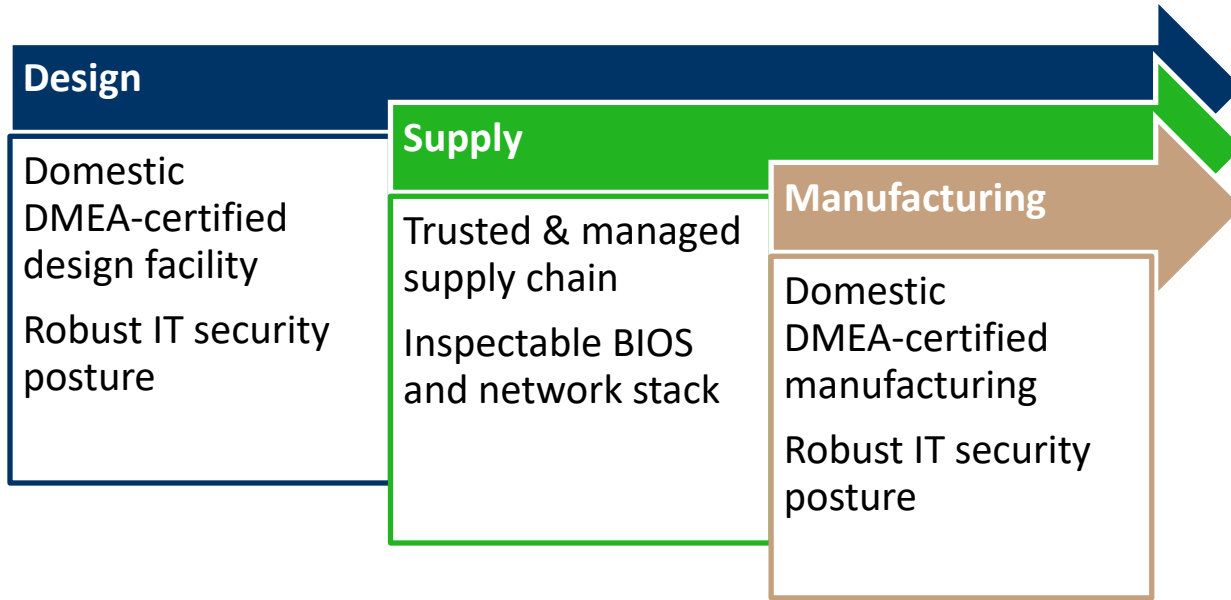 Design
Domestic
DMEA-certified
design facility
Robust IT security
posture
Supply
Trusted & managed
supply chain
Inspectable BIOS
and network stack
Manufacturing
Domestic
DMEA-certified
manufacturing
Robust IT security
posture